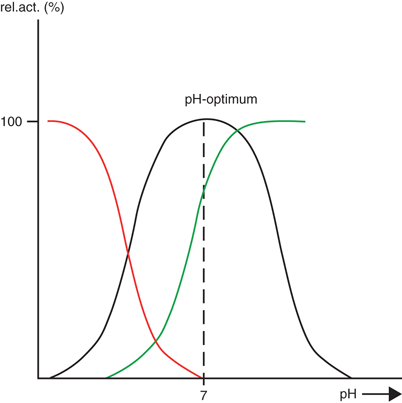 rel.act. (%)
pH-optimum
100
7
pH